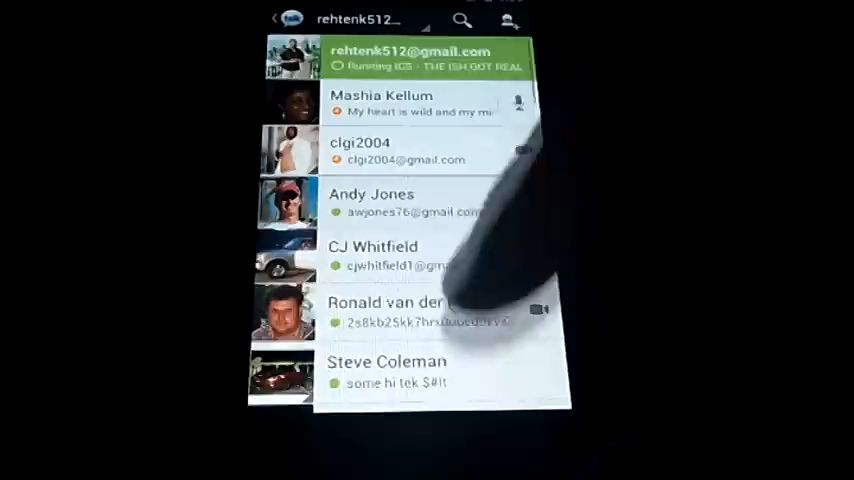 talk rehtenk512...
rehtenk512@gmail.com
Running ICS - THE ISH GOT REAL
Mashia Kellum
My heart is wild and my mi
clgi2004
clgi2004@gmail.com
Andy Jones
awjones76@gmail.com
CJ Whitfield
cjwhitfield1@gm
Ronald van der
Steve Coleman
some hi tek $#!t